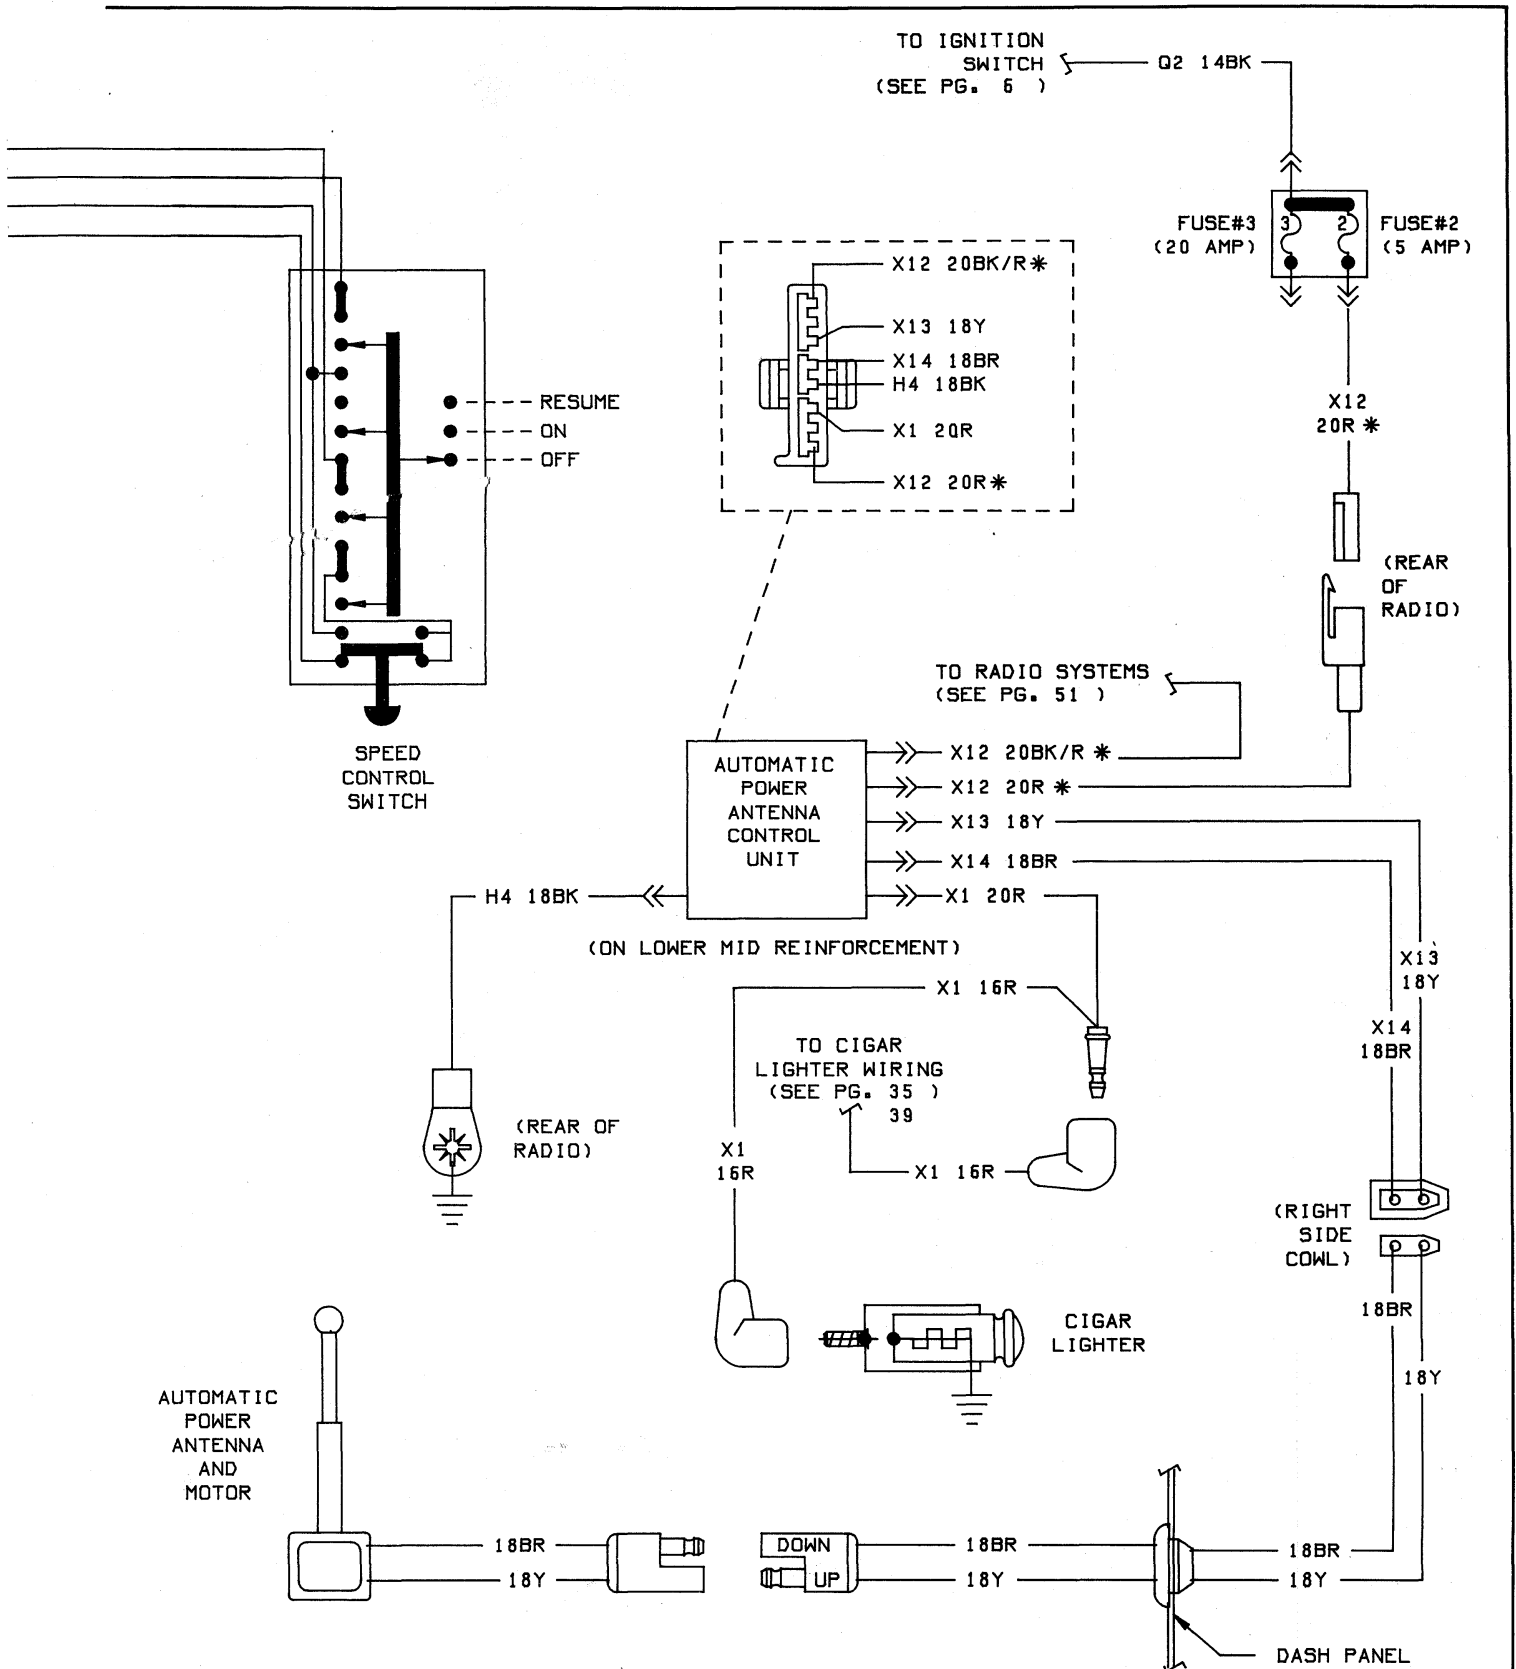 TO IGNITION
SWITCH
(SEE PG. 6 )
Q2 14BK
FUSE#3
(20 AMP)
3
2
FUSE#2
(5 AMP)
X12 20BK/R*
X13 18Y
X14 18BR
H4 18BK
X1 20R
X12 20R*
RESUME
ON
OFF
X12
20R *
(REAR
OF
RADIO)
SPEED
CONTROL
SWITCH
TO RADIO SYSTEMS
(SEE PG. 51 )
AUTOMATIC
POWER
ANTENNA
CONTROL
UNIT
X12 20BK/R *
X12 20R *
X13 18Y
X14 18BR
X1 20R
H4 18BK
(ON LOWER MID REINFORCEMENT)
X13
18Y
X1 16R
X14
18BR
TO CIGAR
LIGHTER WIRING
(SEE PG. 35 )
39
(REAR OF
RADIO)
X1
16R
X1 16R
(RIGHT
SIDE
COWL)
18BR
CIGAR
LIGHTER
18Y
AUTOMATIC
POWER
ANTENNA
AND
MOTOR
18BR
18Y
DOWN
UP
18BR
18Y
18BR
18Y
DASH PANEL